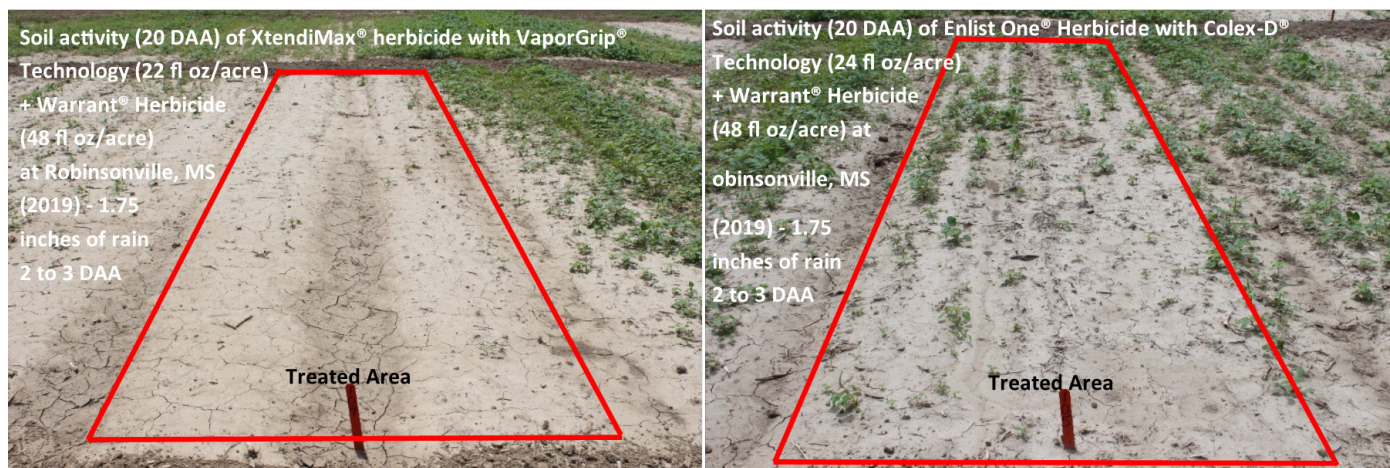 Soil activity (20 DAA) of XtendiMax® herbicide with VaporGrip®
Technology (22 fl oz/acre)
+ Warrant® Herbicide
(48 fl oz/acre)
at Robinsonville, MS
(2019) - 1.75
inches of rain
2 to 3 DAA
Treated Area
Soil activity (20 DAA) of Enlist One® Herbicide with Colex-D®
Technology (24 fl oz/acre)
+ Warrant® Herbicide
(48 fl oz/acre) at
obinsonville, MS
(2019) - 1.75
inches of rain
2 to 3 DAA
Treated Area